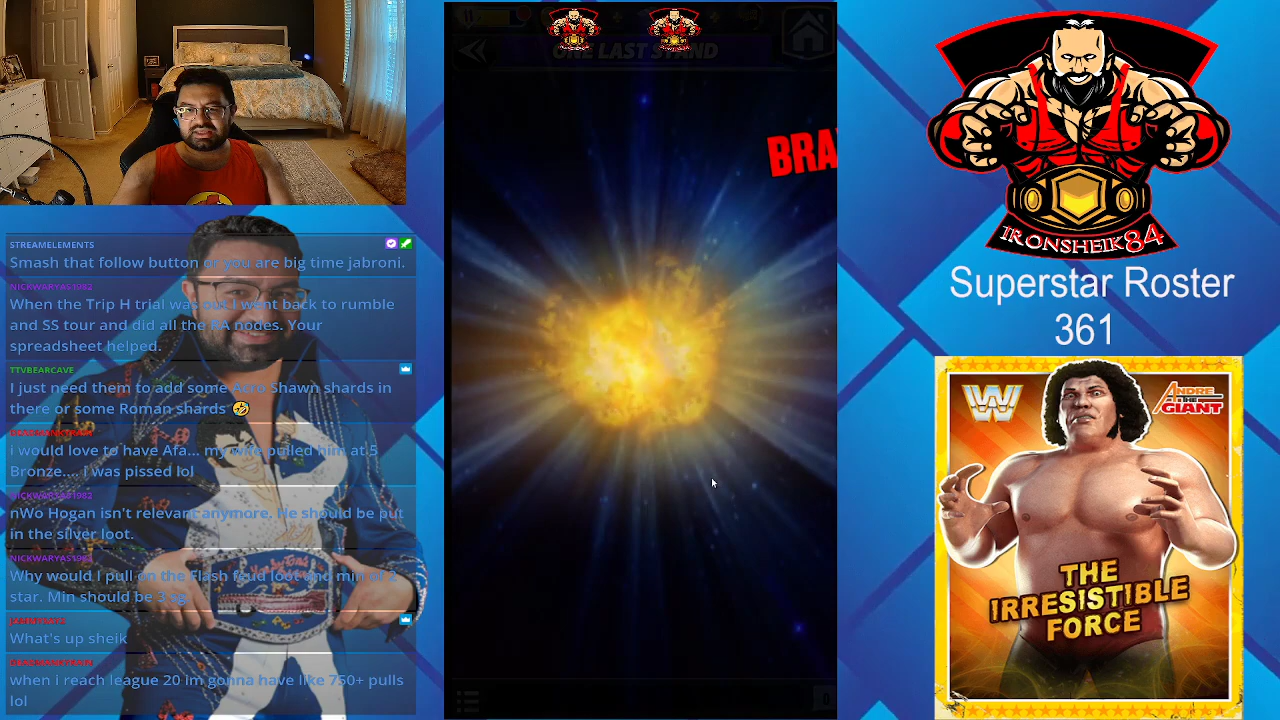 STREAMELEMENTS
Smash that follow button or you are big time jabroni.
NICKWARYAS1982
When the Trip H trial was out I went back to rumble
and SS tour and did all the RA nodes. Your
spreadsheet helped.
TTVBEARCAVE
I just need them to add some Aero Shawn shards in
there or some Roman shards 🤣
i would love to have Afa... my wife pulled him at 5
Bronze.... I was pissed lol
NICKWARYAS1982
nWo Hogan isn't relevant anymore. He should be put
in the silver loot.
NICKWARYAS1982
Why would I pull on the Flash feud loot and min of 2
star. Min should be 3 sg.
What's up sheik
when i reach league 20 im gonna have like 750+ pulls
lol
ONE LAST STAND
BRA
0
IRONSHEIK84
Superstar Roster
361
W
ANDRE
THE
GIANT
THE
IRRESISTIBLE
FORCE